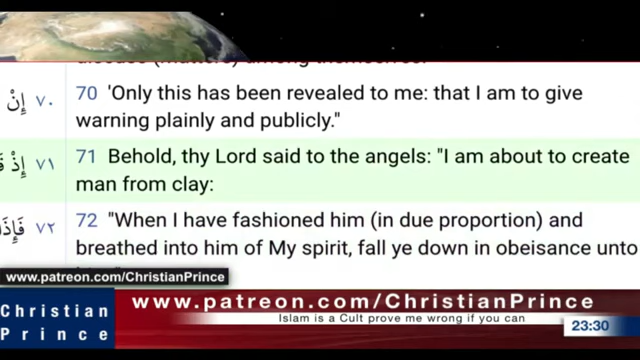 70 'Only this has been revealed to me: that I am to give
warning plainly and publicly."
٧٠ إِنْ
71 Behold, thy Lord said to the angels: "I am about to create
man from clay:
٧١ إِذْ
72 "When I have fashioned him (in due proportion) and
breathed into him of My spirit, fall ye down in obeisance unto
٧٢
www.patreon.com/ChristianPrince
Christian
Prince
www.patreon.com/ChristianPrince
Islam is a Cult prove me wrong if you can
23:30